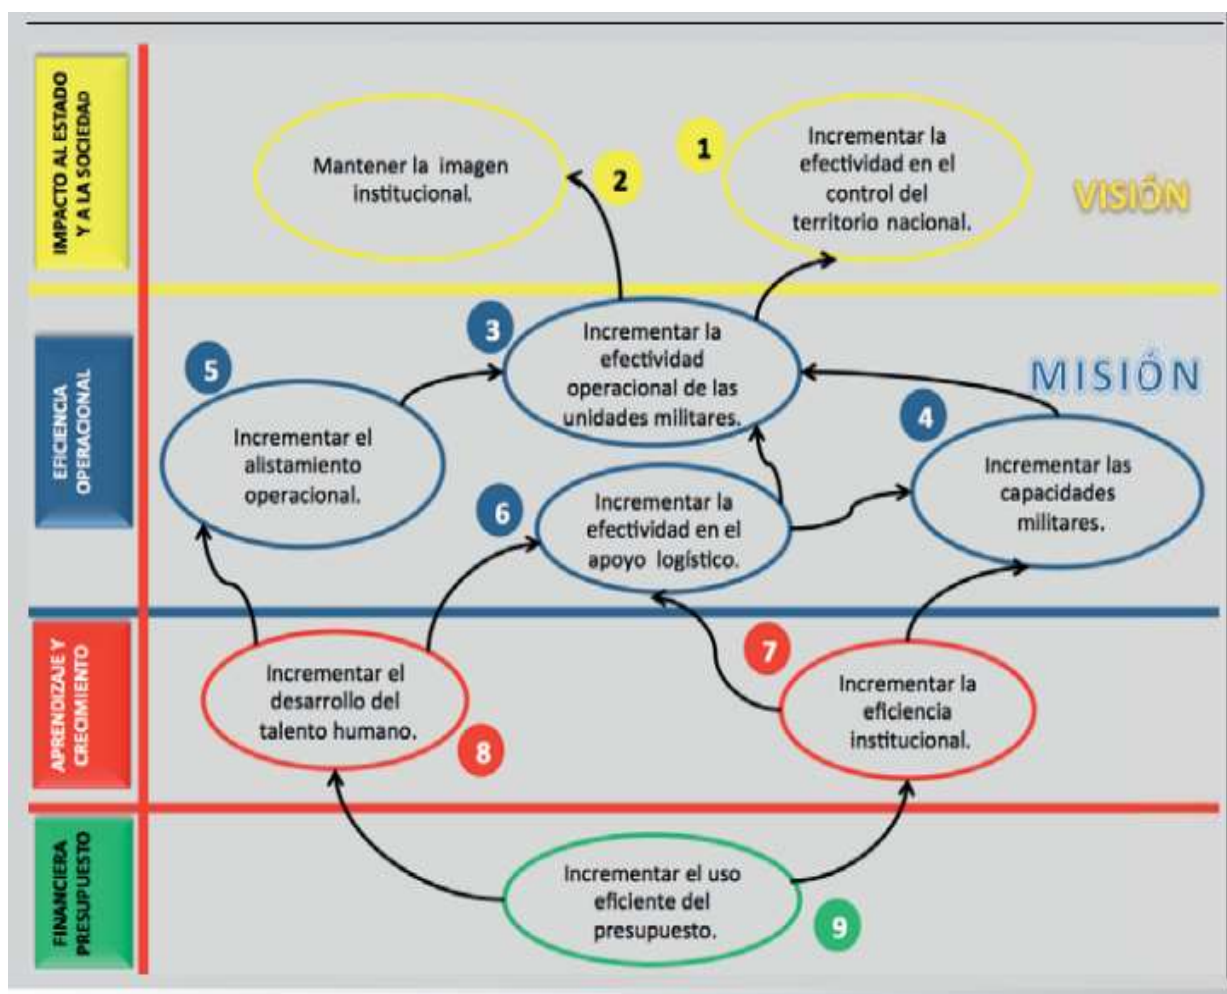 IMPACTO AL ESTADO
Y A LA SOCIEDAD
Mantener la imagen
institucional.
2
1
Incrementar la
efectividad en el
control del
territorio nacional.
VISIÓN
EFICIENCIA
OPERACIONAL
5
Incrementar el
alistamiento
operacional.
3
Incrementar la
efectividad
operacional de las
unidades militares.
MISIÓN
4
Incrementar las
capacidades
militares.
6
Incrementar la
efectividad en el
apoyo logístico.
APRENDIZAJE Y
CRECIMIENTO
Incrementar el
desarrollo del
talento humano.
8
7
Incrementar la
eficiencia
institucional.
FINANCIERA
PRESUPUESTO
Incrementar el uso
eficiente del
presupuesto.
9